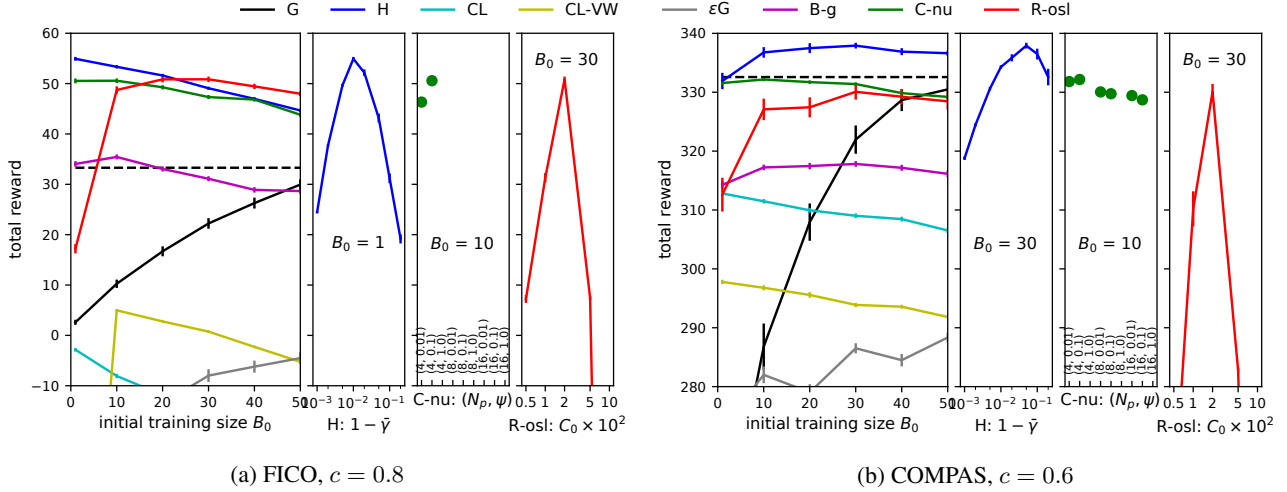 G H CL CL-VW εG B-g C-nu R-osl
total reward
60
50
40
30
20
10
0
−10
0 10 20 30 40 50
initial training size B₀
B₀ = 1
10⁻³ 10⁻² 10⁻¹
H: 1 − γ̄
B₀ = 10
(4, 0.01)
(4, 0.1)
(4, 1.0)
(8, 0.01)
(8, 0.1)
(8, 1.0)
(16, 0.01)
(16, 0.1)
(16, 1.0)
C-nu: (Nₚ, ψ)
B₀ = 30
0.5 1 2 5 10
R-osl: C₀ × 10²
(a) FICO, c = 0.8
total reward
340
330
320
310
300
290
280
0 10 20 30 40 50
initial training size B₀
B₀ = 30
10⁻³ 10⁻² 10⁻¹
H: 1 − γ̄
B₀ = 10
(4, 0.01)
(4, 0.1)
(4, 1.0)
(8, 0.01)
(8, 0.1)
(8, 1.0)
(16, 0.01)
(16, 0.1)
(16, 1.0)
C-nu: (Nₚ, ψ)
B₀ = 30
0.5 1 2 5 10
R-osl: C₀ × 10²
(b) COMPAS, c = 0.6